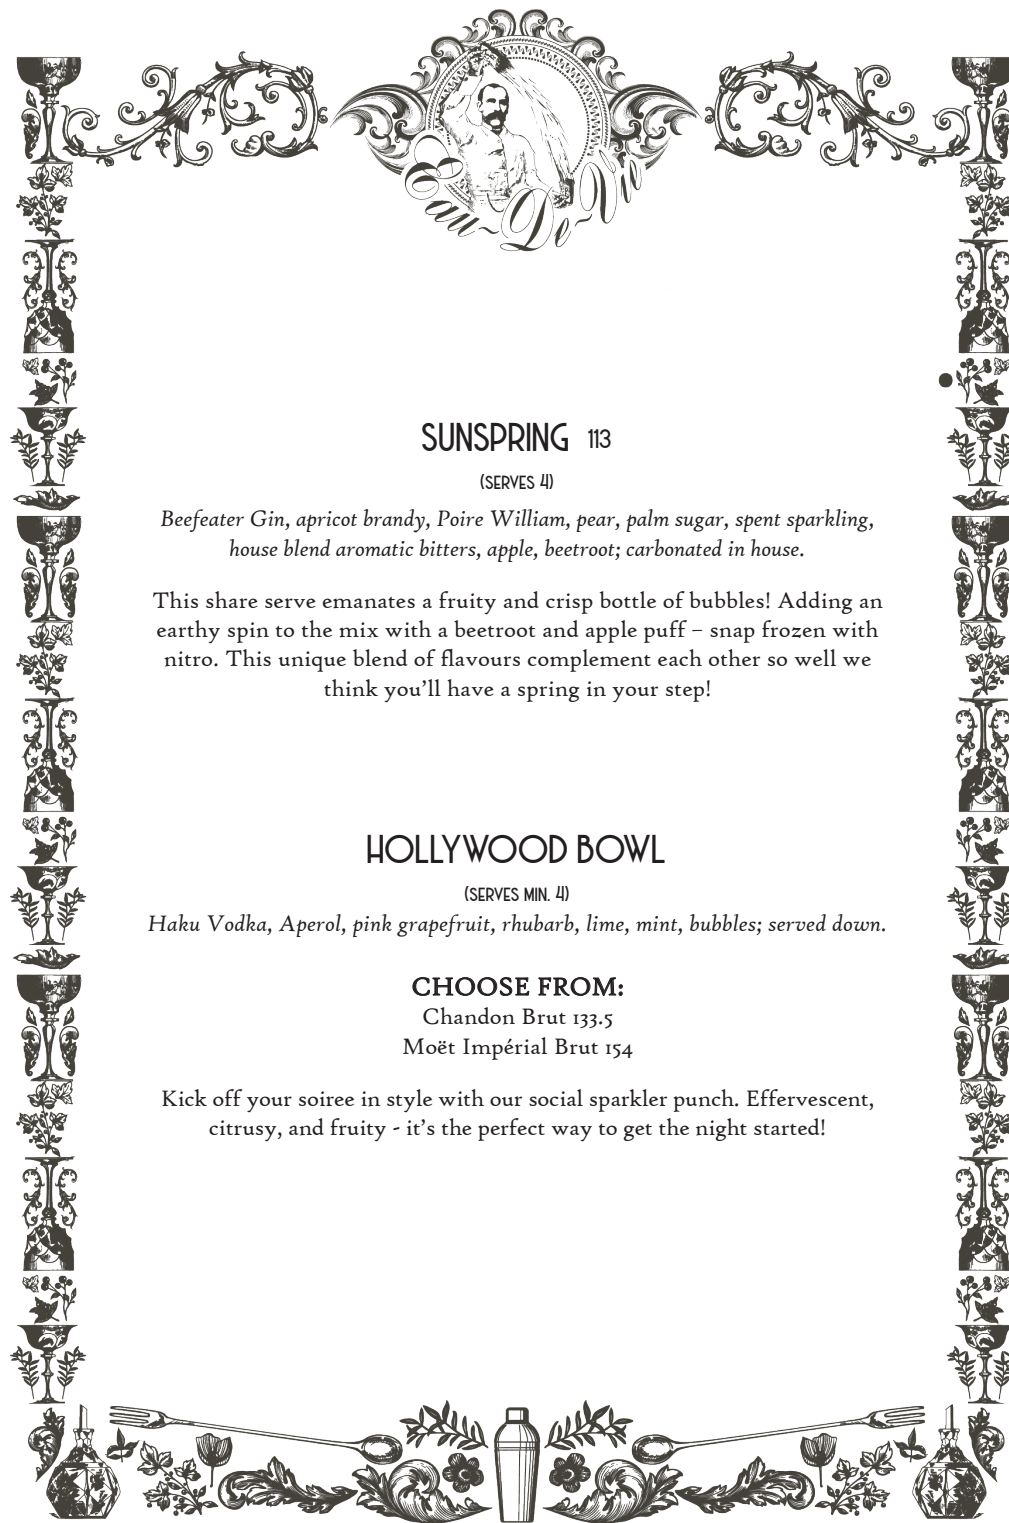 Eau-De-Vie
SUNSPRING 113
(SERVES 4)
Beefeater Gin, apricot brandy, Poire William, pear, palm sugar, spent sparkling,
house blend aromatic bitters, apple, beetroot; carbonated in house.
This share serve emanates a fruity and crisp bottle of bubbles! Adding an
earthy spin to the mix with a beetroot and apple puff – snap frozen with
nitro. This unique blend of flavours complement each other so well we
think you’ll have a spring in your step!
HOLLYWOOD BOWL
(SERVES MIN. 4)
Haku Vodka, Aperol, pink grapefruit, rhubarb, lime, mint, bubbles; served down.
CHOOSE FROM:
Chandon Brut 133.5
Moët Impérial Brut 154
Kick off your soiree in style with our social sparkler punch. Effervescent,
citrusy, and fruity - it’s the perfect way to get the night started!